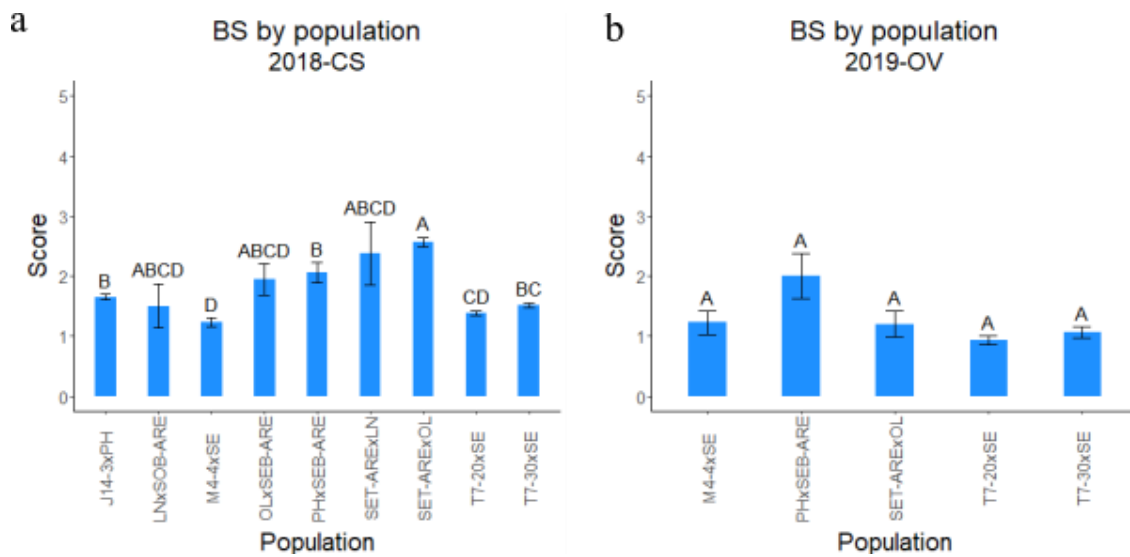 a
BS by population
2018-CS
5
4
3
2
1
0
Score
B
ABCD
D
ABCD
B
ABCD
A
CD
BC
J14-3xPH
LNxSOB-ARE
M4-4xSE
OLxSEB-ARE
PHxSEB-ARE
SET-ARExLN
SET-ARExOL
T7-20xSE
T7-30xSE
Population
b
BS by population
2019-OV
5
4
3
2
1
0
Score
A
A
A
A
A
M4-4xSE
PHxSEB-ARE
SET-ARExOL
T7-20xSE
T7-30xSE
Population